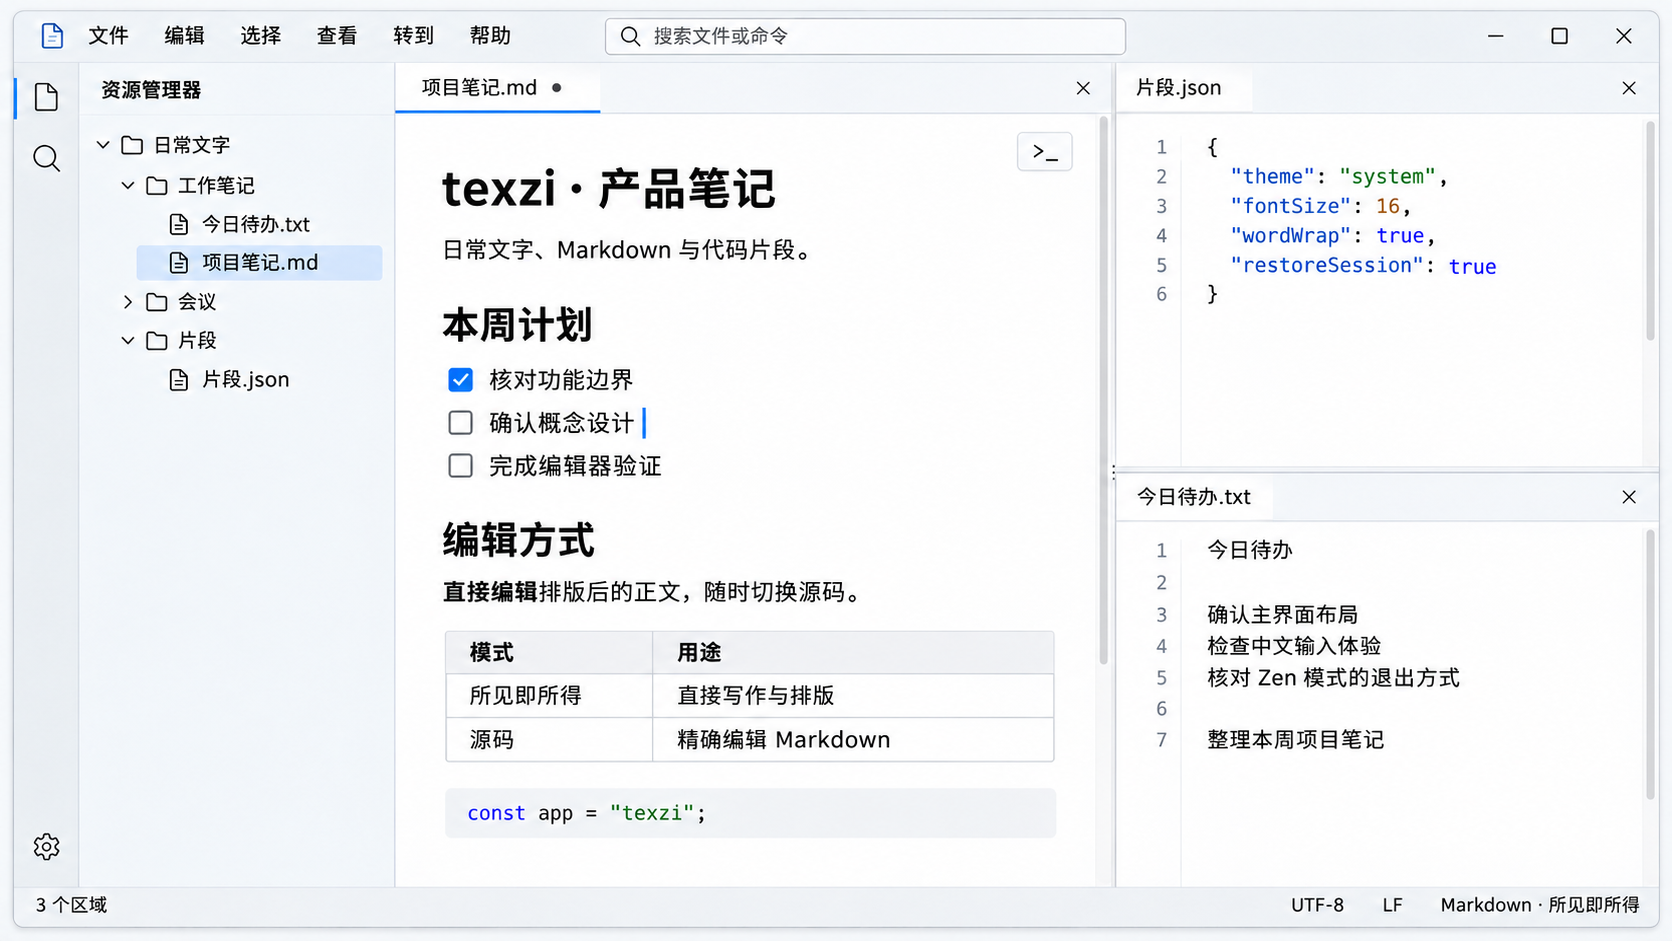 文件 编辑 选择 查看 转到 帮助 搜索文件或命令
资源管理器
日常文字
工作笔记
今日待办.txt
项目笔记.md
会议
片段
片段.json
项目笔记.md ●
>_
texzi · 产品笔记
日常文字、Markdown 与代码片段。
本周计划
核对功能边界
确认概念设计
完成编辑器验证
编辑方式
直接编辑排版后的正文，随时切换源码。
模式 用途
所见即所得 直接写作与排版
源码 精确编辑 Markdown
const app = "texzi";
片段.json
1 {
2 "theme": "system",
3 "fontSize": 16,
4 "wordWrap": true,
5 "restoreSession": true
6 }
今日待办.txt
1 今日待办
2
3 确认主界面布局
4 检查中文输入体验
5 核对 Zen 模式的退出方式
6
7 整理本周项目笔记
3 个区域 UTF-8 LF Markdown · 所见即所得